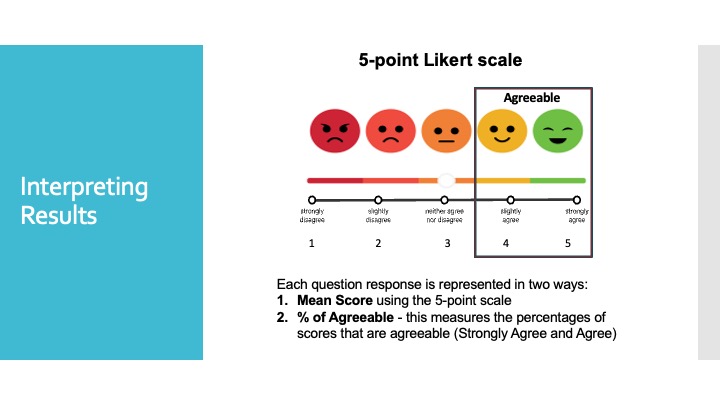 Interpreting
Results
5-point Likert scale
Agreeable
strongly
disagree
slightly
disagree
neither agree
nor disagree
slightly
agree
strongly
agree
1 2 3 4 5
Each question response is represented in two ways:
1. Mean Score using the 5-point scale
2. % of Agreeable - this measures the percentages of
scores that are agreeable (Strongly Agree and Agree)